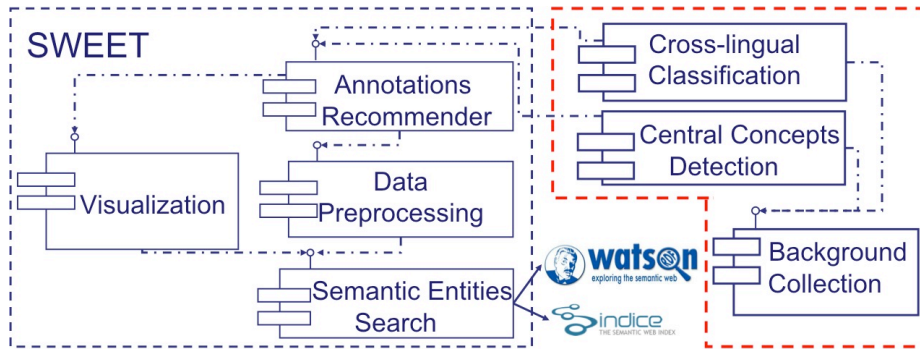 SWEET
Annotations
Recommender
Visualization
Data
Preprocessing
Semantic Entities
Search
Cross-lingual
Classification
Central Concepts
Detection
Background
Collection
watson
exploring the semantic web
indice
THE SEMANTIC WEB INDEX